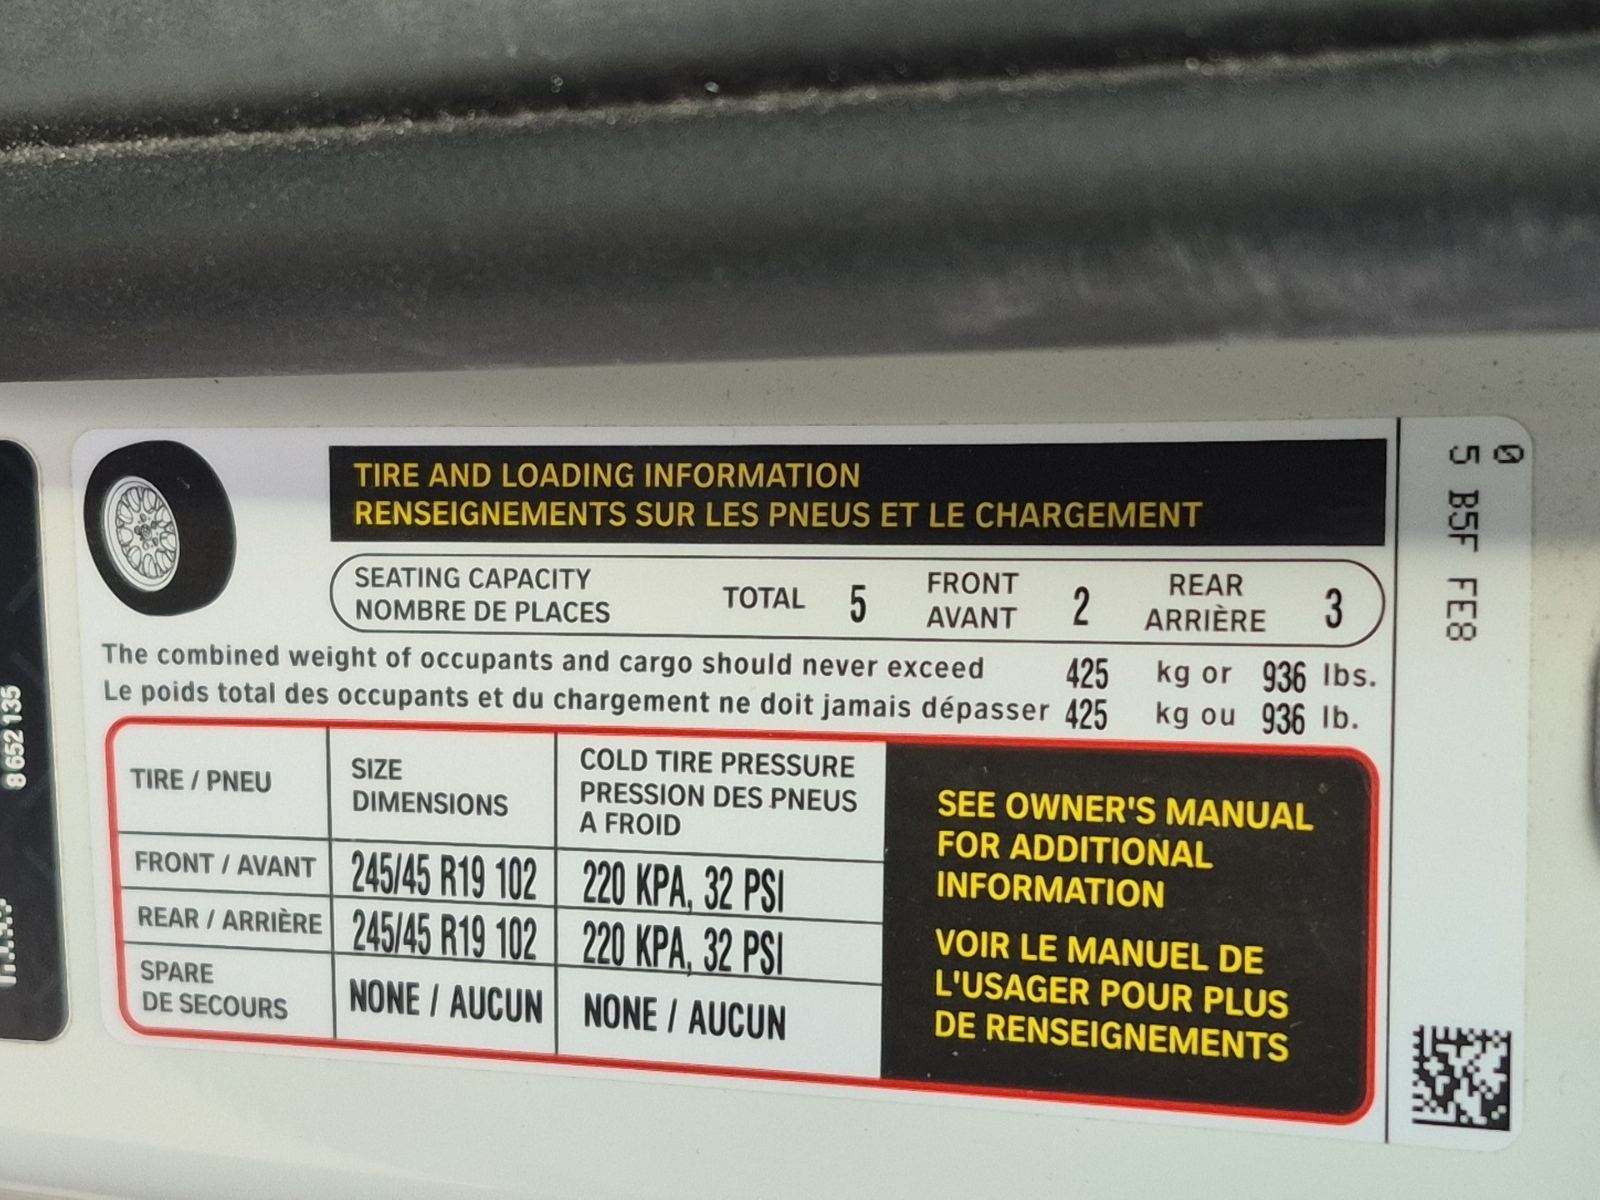 TIRE AND LOADING INFORMATION
RENSEIGNEMENTS SUR LES PNEUS ET LE CHARGEMENT
SEATING CAPACITY
NOMBRE DE PLACES
TOTAL 5
FRONT
AVANT
2
REAR
ARRIÈRE
3
The combined weight of occupants and cargo should never exceed 425 kg or 936 lbs.
Le poids total des occupants et du chargement ne doit jamais dépasser 425 kg ou 936 lb.
TIRE / PNEU
SIZE
DIMENSIONS
COLD TIRE PRESSURE
PRESSION DES PNEUS
A FROID
FRONT / AVANT 245/45 R19 102 220 KPA, 32 PSI
REAR / ARRIÈRE 245/45 R19 102 220 KPA, 32 PSI
SPARE
DE SECOURS
NONE / AUCUN NONE / AUCUN
SEE OWNER'S MANUAL
FOR ADDITIONAL
INFORMATION
VOIR LE MANUEL DE
L'USAGER POUR PLUS
DE RENSEIGNEMENTS
0
5 B5F FE8
8652135